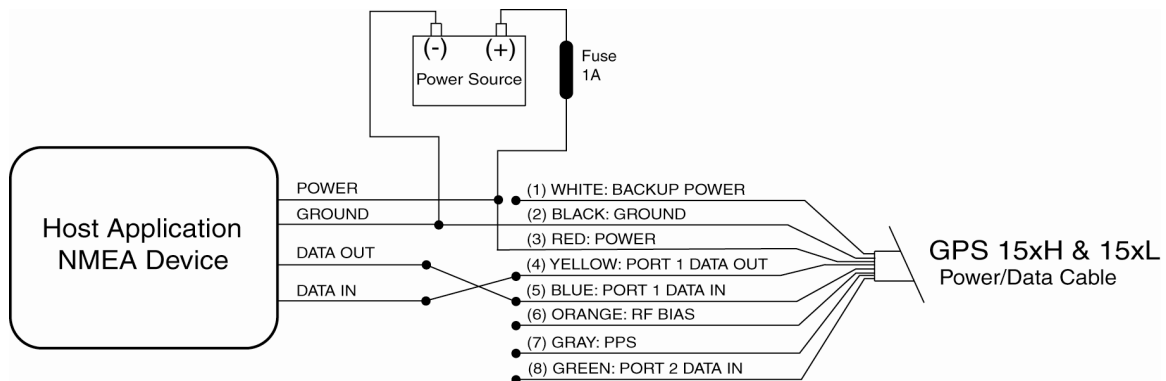 (-) (+)
Power Source
Fuse
1A
Host Application
NMEA Device
POWER
GROUND
DATA OUT
DATA IN
(1) WHITE: BACKUP POWER
(2) BLACK: GROUND
(3) RED: POWER
(4) YELLOW: PORT 1 DATA OUT
(5) BLUE: PORT 1 DATA IN
(6) ORANGE: RF BIAS
(7) GRAY: PPS
(8) GREEN: PORT 2 DATA IN
GPS 15xH & 15xL
Power/Data Cable